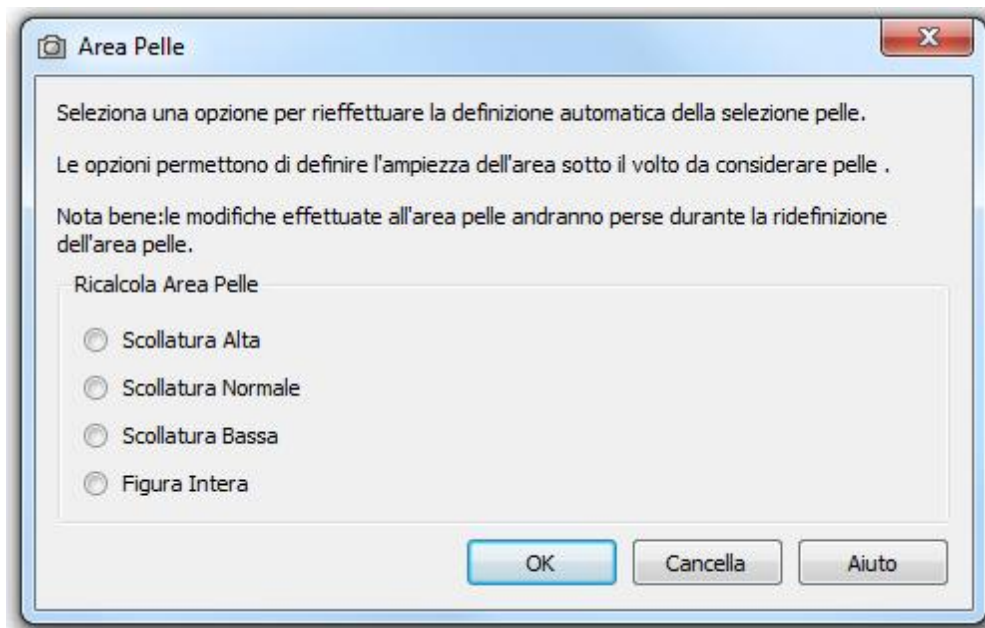 Area Pelle
Seleziona una opzione per rieffettuare la definizione automatica della selezione pelle.
Le opzioni permettono di definire l'ampiezza dell'area sotto il volto da considerare pelle .
Nota bene:le modifiche effettuate all'area pelle andranno perse durante la ridefinizione
dell'area pelle.
Ricalcola Area Pelle
Scollatura Alta
Scollatura Normale
Scollatura Bassa
Figura Intera
OK Cancella Aiuto